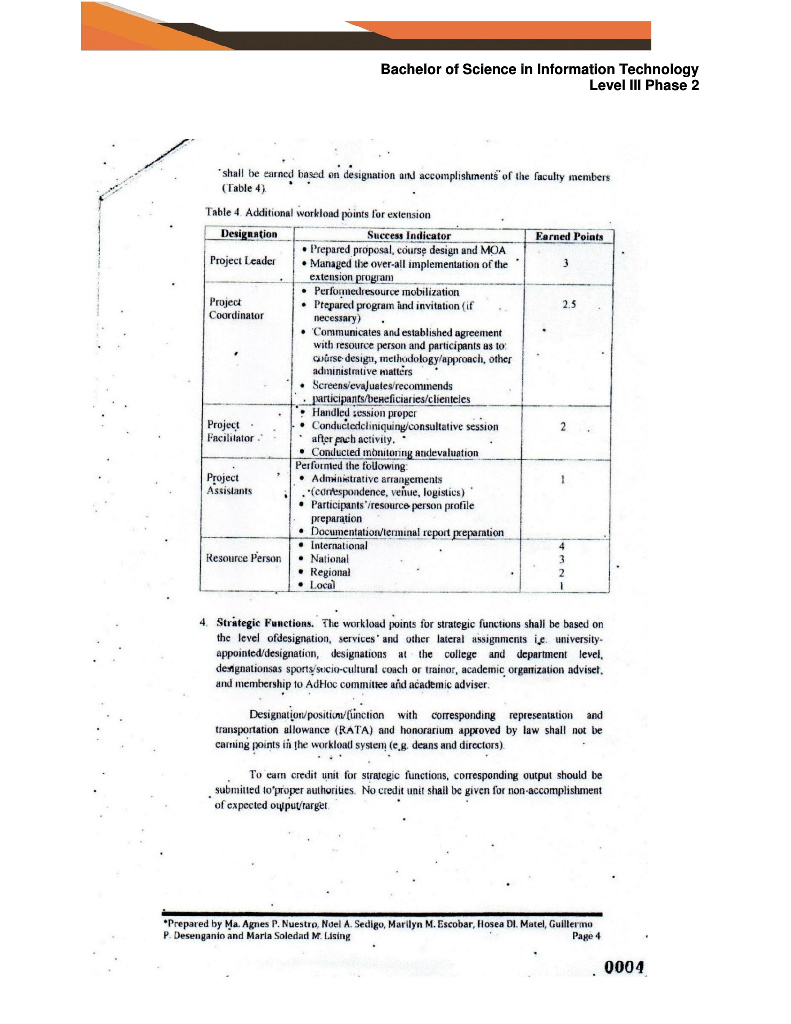 Bachelor of Science in Information Technology
Level III Phase 2
shall be earned based on designation and accomplishments of the faculty members
(Table 4).
Table 4. Additional workload points for extension
Designation Success Indicator Earned Points
Project Leader
• Prepared proposal, course design and MOA
• Managed the over-all implementation of the
extension program
3
Project
Coordinator
• Performedresource mobilization
• Prepared program and invitation (if
necessary)
• Communicates and established agreement
with resource person and participants as to:
course design, methodology/approach, other
administrative matters
• Screens/evaluates/recommends
participants/beneficiaries/clienteles
2.5
Project
Facilitator
• Handled session proper
• Conductedcliniquing/consultative session
after each activity.
• Conducted monitoring andevaluation
2
Project
Assistants
Performed the following:
• Administrative arrangements
(correspondence, venue, logistics)
• Participants'/resource person profile
preparation
• Documentation/terminal report preparation
1
Resource Person
• International 4
• National 3
• Regional 2
• Local 1
4. Strategic Functions. The workload points for strategic functions shall be based on
the level ofdesignation, services and other lateral assignments i.e. university-
appointed/designation, designations at the college and department level,
designationsas sports/socio-cultural coach or trainor, academic organization adviser,
and membership to AdHoc committee and academic adviser.
Designation/position/function with corresponding representation and
transportation allowance (RATA) and honorarium approved by law shall not be
earning points in the workload system (e.g. deans and directors).
To earn credit unit for strategic functions, corresponding output should be
submitted to proper authorities. No credit unit shall be given for non-accomplishment
of expected output/target.
*Prepared by Ma. Agnes P. Nuestro, Noel A. Sedigo, Marilyn M. Escobar, Hosea DI. Matel, Guillermo
P. Desenganio and Maria Soledad M. Lising Page 4
0004